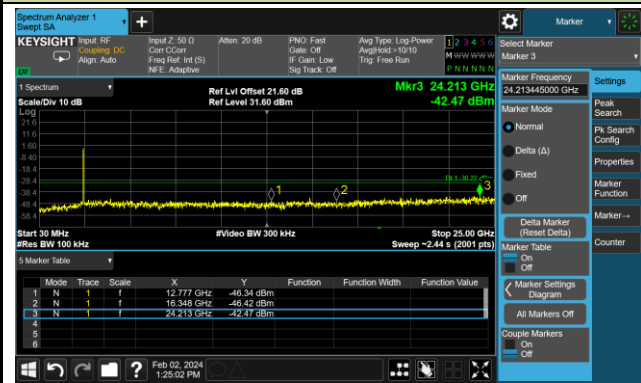 Spectrum Analyzer 1
Swept SA
KEYSIGHT
Input: RF
Coupling: DC
Align: Auto
Input Z: 50 Ω
Corr CCorr
Freq Ref: Int (S)
NFE: Adaptive
Atten: 20 dB
PNO: Fast
Gate: Off
IF Gain: Low
Sig Track: Off
Avg Type: Log-Power
Avg|Hold:>10/10
Trig: Free Run
1 2 3 4 5 6
M W W W W W
P N N N N N
1 Spectrum
Scale/Div 10 dB
Log
Ref Lvl Offset 21.60 dB
Ref Level 31.60 dBm
Mkr3 24.213 GHz
-42.47 dBm
21.6
11.6
1.60
-8.40
-18.4
-28.4
-38.4
-48.4
-58.4
1
2
3
Start 30 MHz
#Res BW 100 kHz
#Video BW 300 kHz
Stop 25.00 GHz
Sweep ~2.44 s (2001 pts)
5 Marker Table
Mode Trace Scale X Y Function Function Width Function Value
1 N 1 f 12.777 GHz -46.34 dBm
2 N 1 f 16.348 GHz -46.42 dBm
3 N 1 f 24.213 GHz -42.47 dBm
4
5
6
Feb 02, 2024
1:25:02 PM
Marker
Select Marker
Marker 3
Marker Frequency
24.213445000 GHz
Marker Mode
Normal
Delta (Δ)
Fixed
Off
Delta Marker
(Reset Delta)
Marker Table
On
Off
Marker Settings
Diagram
All Markers Off
Couple Markers
On
Off
Settings
Peak
Search
Pk Search
Config
Properties
Marker
Function
Marker→
Counter